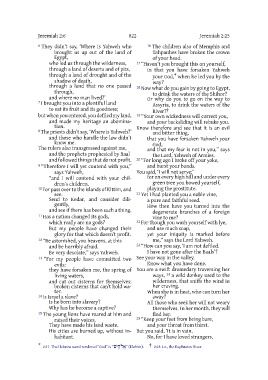 Jeremiah 2:6
822
Jeremiah 2:25
6 They didn't say, 'Where is Yahweh who
brought us up out of the land of
Egypt,
who led us through the wilderness,
through a land of deserts and of pits,
through a land of drought and of the
shadow of death,
through a land that no one passed
through,
and where no man lived?'
7 I brought you into a plentiful land
to eat its fruit and its goodness;
but when you entered, you defiled my land,
and made my heritage an abomination.
8 The priests didn't say, 'Where is Yahweh?'
and those who handle the law didn't
know me.
The rulers also transgressed against me,
and the prophets prophesied by Baal
and followed things that do not profit.
9 "Therefore I will yet contend with you,"
says Yahweh,
"and I will contend with your children's children.
10 For pass over to the islands of Kittim, and
see.
Send to Kedar, and consider diligently,
and see if there has been such a thing.
11 Has a nation changed its gods,
which really are no gods?
But my people have changed their
glory for that which doesn't profit.
12 "Be astonished, you heavens, at this
and be horribly afraid.
Be very desolate," says Yahweh.
13 "For my people have committed two
evils:
they have forsaken me, the spring of
living waters,
and cut out cisterns for themselves:
broken cisterns that can't hold water.
14 Is Israel a slave?
Is he born into slavery?
Why has he become a captive?
15 The young lions have roared at him and
raised their voices.
They have made his land waste.
His cities are burned up, without inhabitant.
16 The children also of Memphis and
Tahpanhes have broken the crown
of your head.
17 "Haven't you brought this on yourself,
in that you have forsaken Yahweh
your God, when he led you by the
way?
18 Now what do you gain by going to Egypt,
to drink the waters of the Shihor?
Or why do you go on the way to
Assyria, to drink the waters of the
River?
19 "Your own wickedness will correct you,
and your backsliding will rebuke you.
Know therefore and see that it is an evil
and bitter thing,
that you have forsaken Yahweh your
God,
and that my fear is not in you," says
the Lord, Yahweh of Armies.
20 "For long ago I broke off your yoke,
and burst your bonds.
You said, 'I will not serve;'
for on every high hill and under every
green tree you bowed yourself,
playing the prostitute.
21 Yet I had planted you a noble vine,
a pure and faithful seed.
How then have you turned into the
degenerate branches of a foreign
vine to me?
22 For though you wash yourself with lye,
and use much soap,
yet your iniquity is marked before
me," says the Lord Yahweh.
23 "How can you say, 'I am not defiled.
I have not gone after the Baals'?
See your way in the valley.
Know what you have done.
You are a swift dromedary traversing her
ways,
24 a wild donkey used to the
wilderness, that sniffs the wind in
her craving.
When she is in heat, who can turn her
away?
All those who seek her will not weary
themselves. In her month, they will
find her.
25 "Keep your feet from being bare,
and your throat from thirst.
But you said, 'It is in vain.
No, for I have loved strangers,